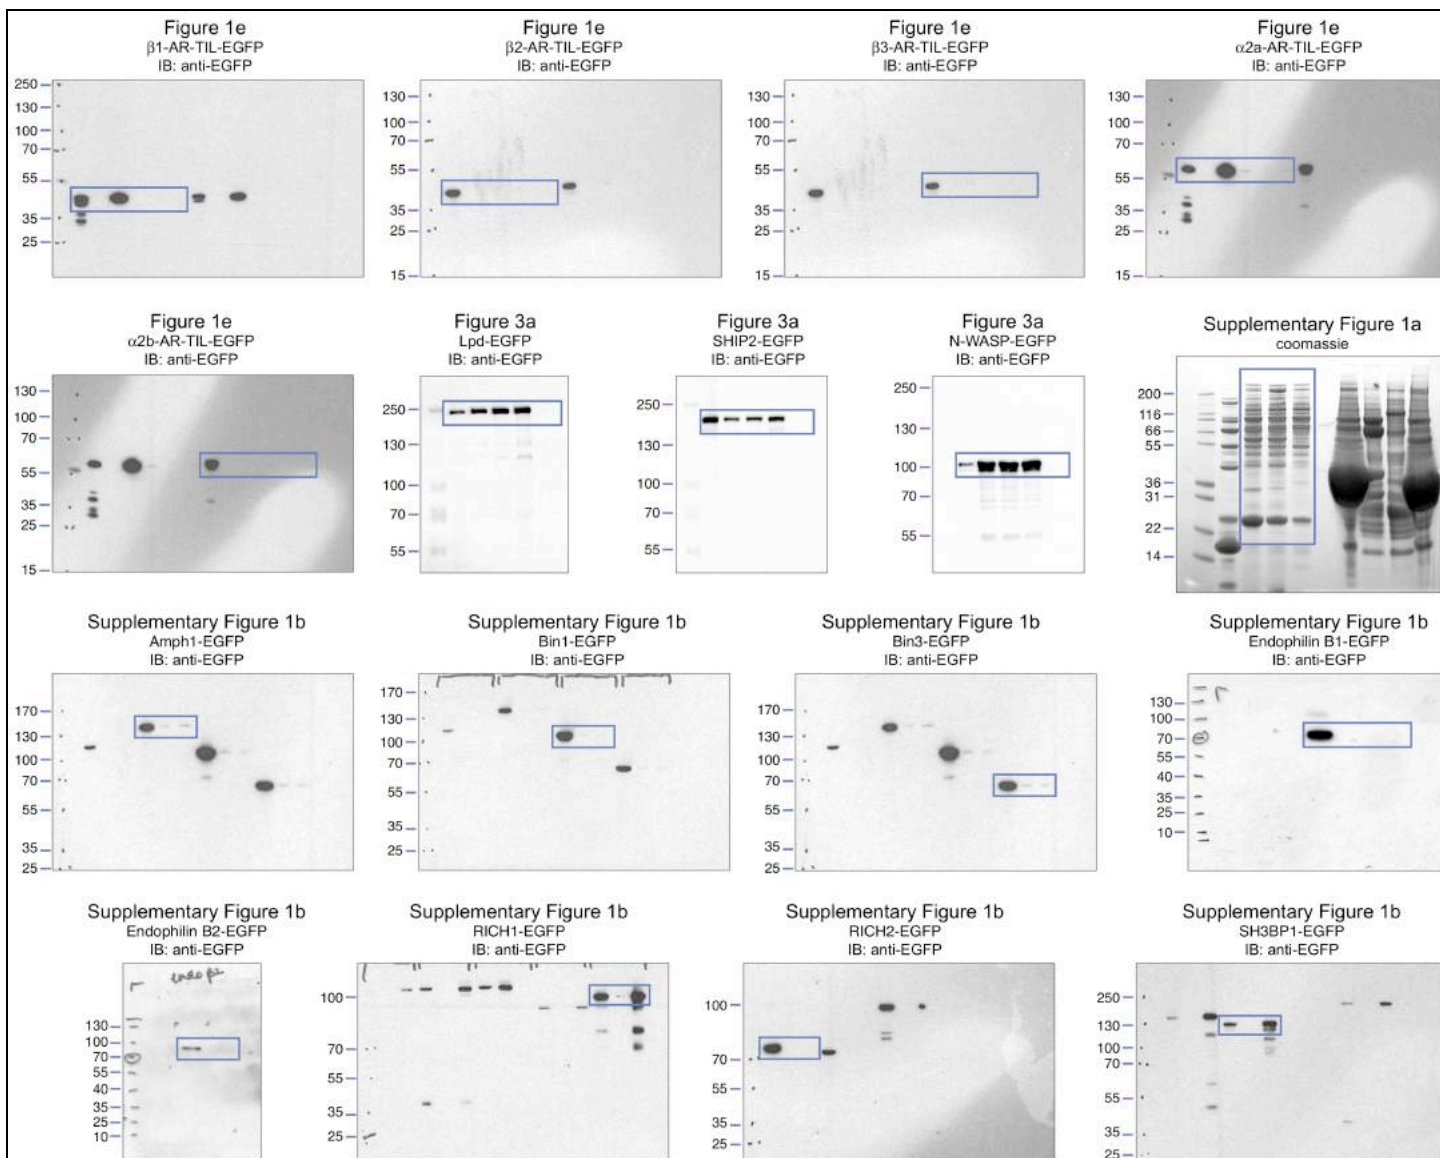 Figure 1e
β1-AR-TIL-EGFP
IB: anti-EGFP
250
130
100
70
55
35
25
Figure 1e
β2-AR-TIL-EGFP
IB: anti-EGFP
130
100
70
55
35
25
15
Figure 1e
β3-AR-TIL-EGFP
IB: anti-EGFP
130
100
70
55
35
25
15
Figure 1e
α2a-AR-TIL-EGFP
IB: anti-EGFP
130
100
70
55
35
25
15
Figure 1e
α2b-AR-TIL-EGFP
IB: anti-EGFP
130
100
70
55
35
25
15
Figure 3a
Lpd-EGFP
IB: anti-EGFP
250
130
100
70
55
Figure 3a
SHIP2-EGFP
IB: anti-EGFP
250
130
100
70
55
Figure 3a
N-WASP-EGFP
IB: anti-EGFP
250
130
100
70
55
Supplementary Figure 1a
coomassie
200
116
66
55
36
31
22
14
Supplementary Figure 1b
Amph1-EGFP
IB: anti-EGFP
170
130
100
70
55
35
25
Supplementary Figure 1b
Bin1-EGFP
IB: anti-EGFP
170
130
100
70
55
35
25
Supplementary Figure 1b
Bin3-EGFP
IB: anti-EGFP
170
130
100
70
55
35
25
Supplementary Figure 1b
Endophilin B1-EGFP
IB: anti-EGFP
130
100
70
55
40
35
25
10
Supplementary Figure 1b
Endophilin B2-EGFP
IB: anti-EGFP
endo β2
130
100
70
55
40
35
25
10
Supplementary Figure 1b
RICH1-EGFP
IB: anti-EGFP
100
70
55
35
25
Supplementary Figure 1b
RICH2-EGFP
IB: anti-EGFP
100
70
55
35
25
Supplementary Figure 1b
SH3BP1-EGFP
IB: anti-EGFP
250
130
100
70
55
35
25